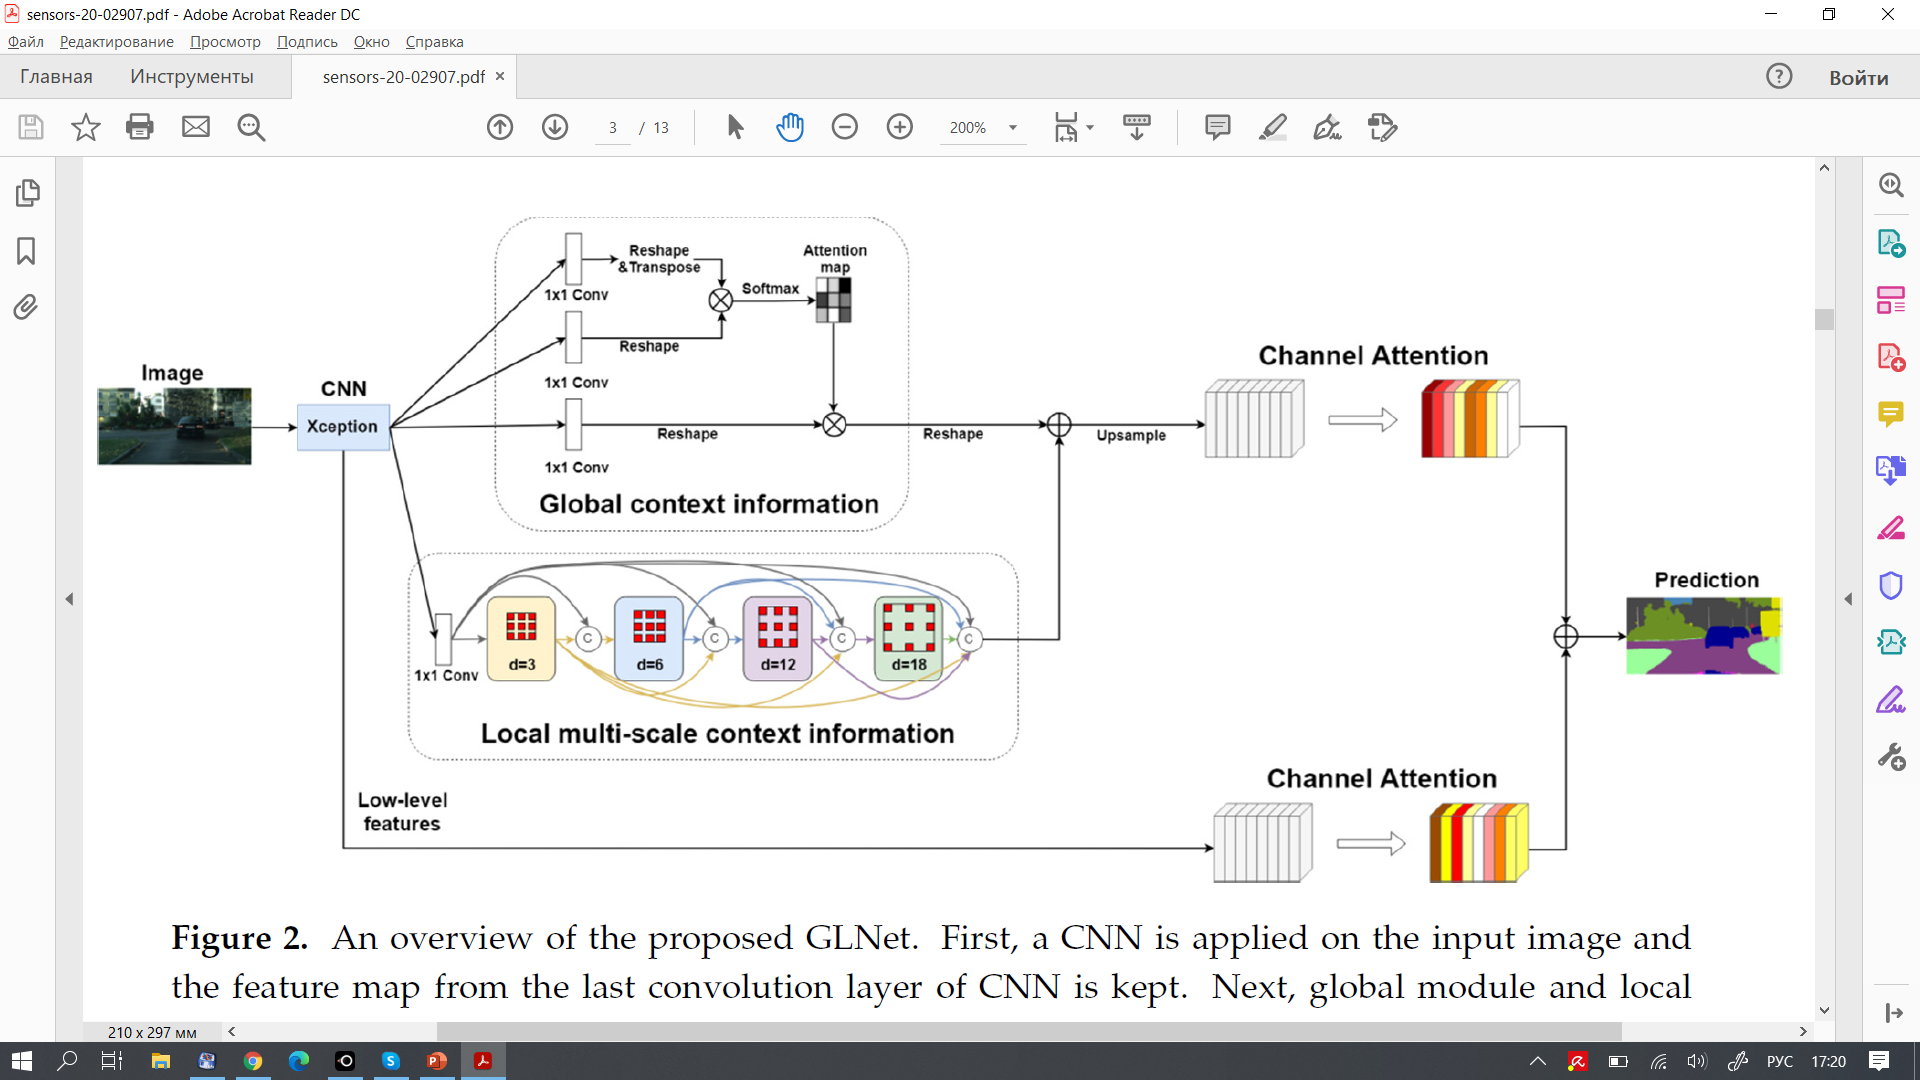 sensors-20-02907.pdf - Adobe Acrobat Reader DC
Файл Редактирование Просмотр Подпись Окно Справка
Главная Инструменты sensors-20-02907.pdf × Войти
3 / 13 200%
Reshape
&Transpose
Attention
map
1x1 Conv
Softmax
Reshape
1x1 Conv
Image
CNN
Xception
Reshape
1x1 Conv
Global context information
Reshape
Upsample
Channel Attention
1x1 Conv
d=3
C
d=6
C
d=12
C
d=18
C
Local multi-scale context information
Prediction
Low-level
features
Channel Attention
Figure 2. An overview of the proposed GLNet. First, a CNN is applied on the input image and
the feature map from the last convolution layer of CNN is kept. Next, global module and local
210 x 297 мм
РУС 17:20